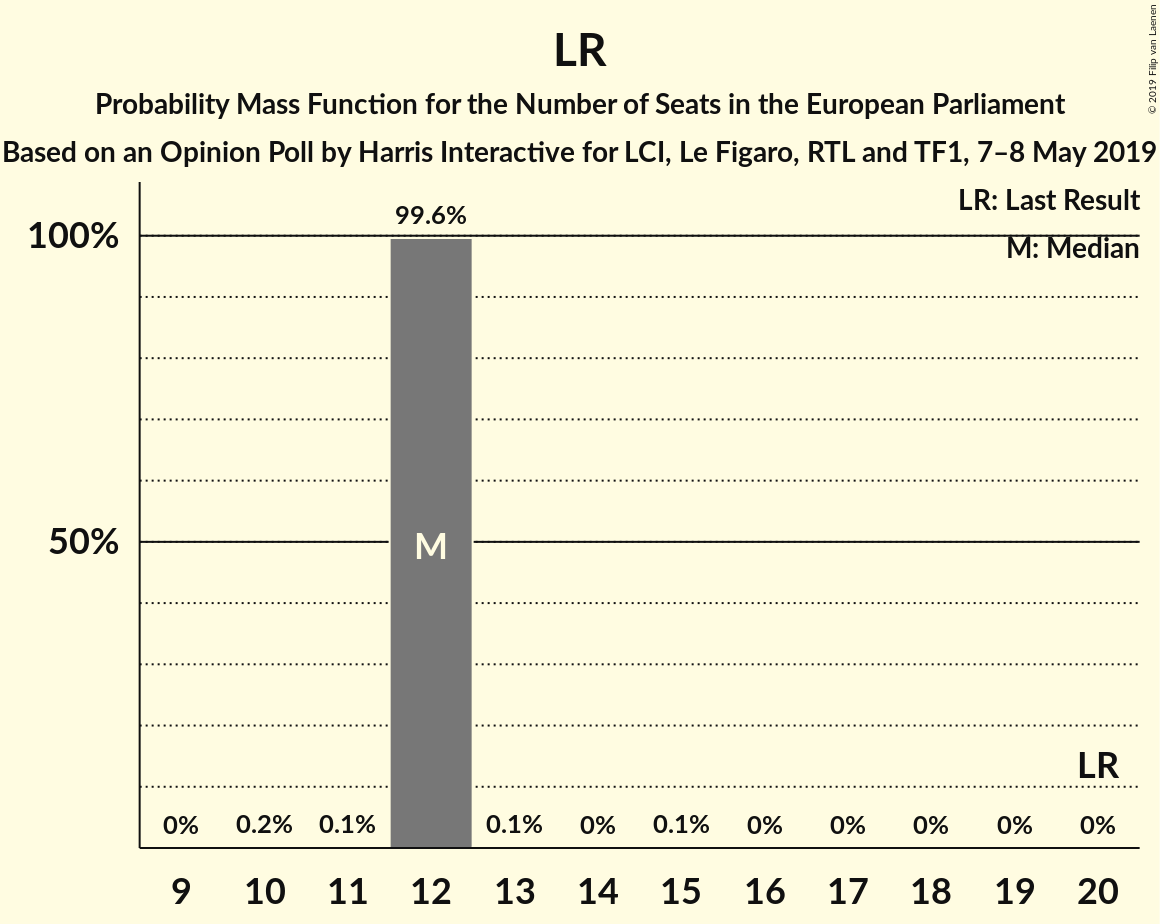 LR
Probability Mass Function for the Number of Seats in the European Parliament
Based on an Opinion Poll by Harris Interactive for LCI, Le Figaro, RTL and TF1, 7–8 May 2019
© 2019 Filip van Laenen
LR: Last Result
M: Median
99.6%
100%
50%
M
LR
0% 0.2% 0.1% 0.1% 0% 0.1% 0% 0% 0% 0% 0%
9 10 11 12 13 14 15 16 17 18 19 20